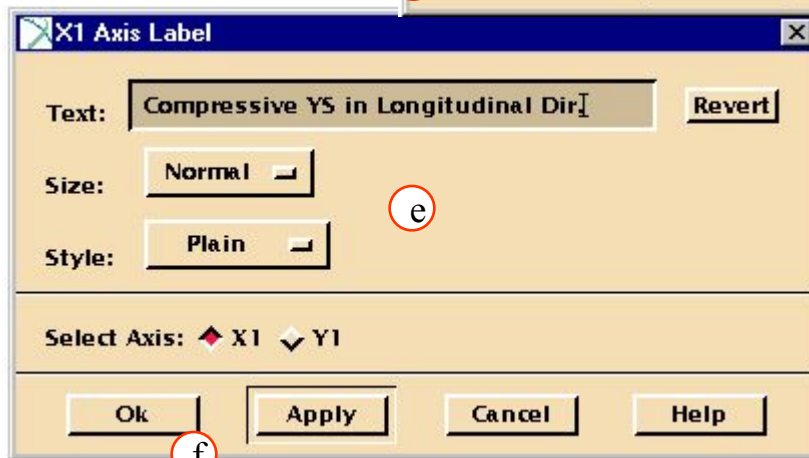 X1 Axis Label
Text: Compressive YS in Longitudinal Dir. Revert
Size: Normal
e
Style: Plain
Select Axis: X1 Y1
Ok Apply Cancel Help
f